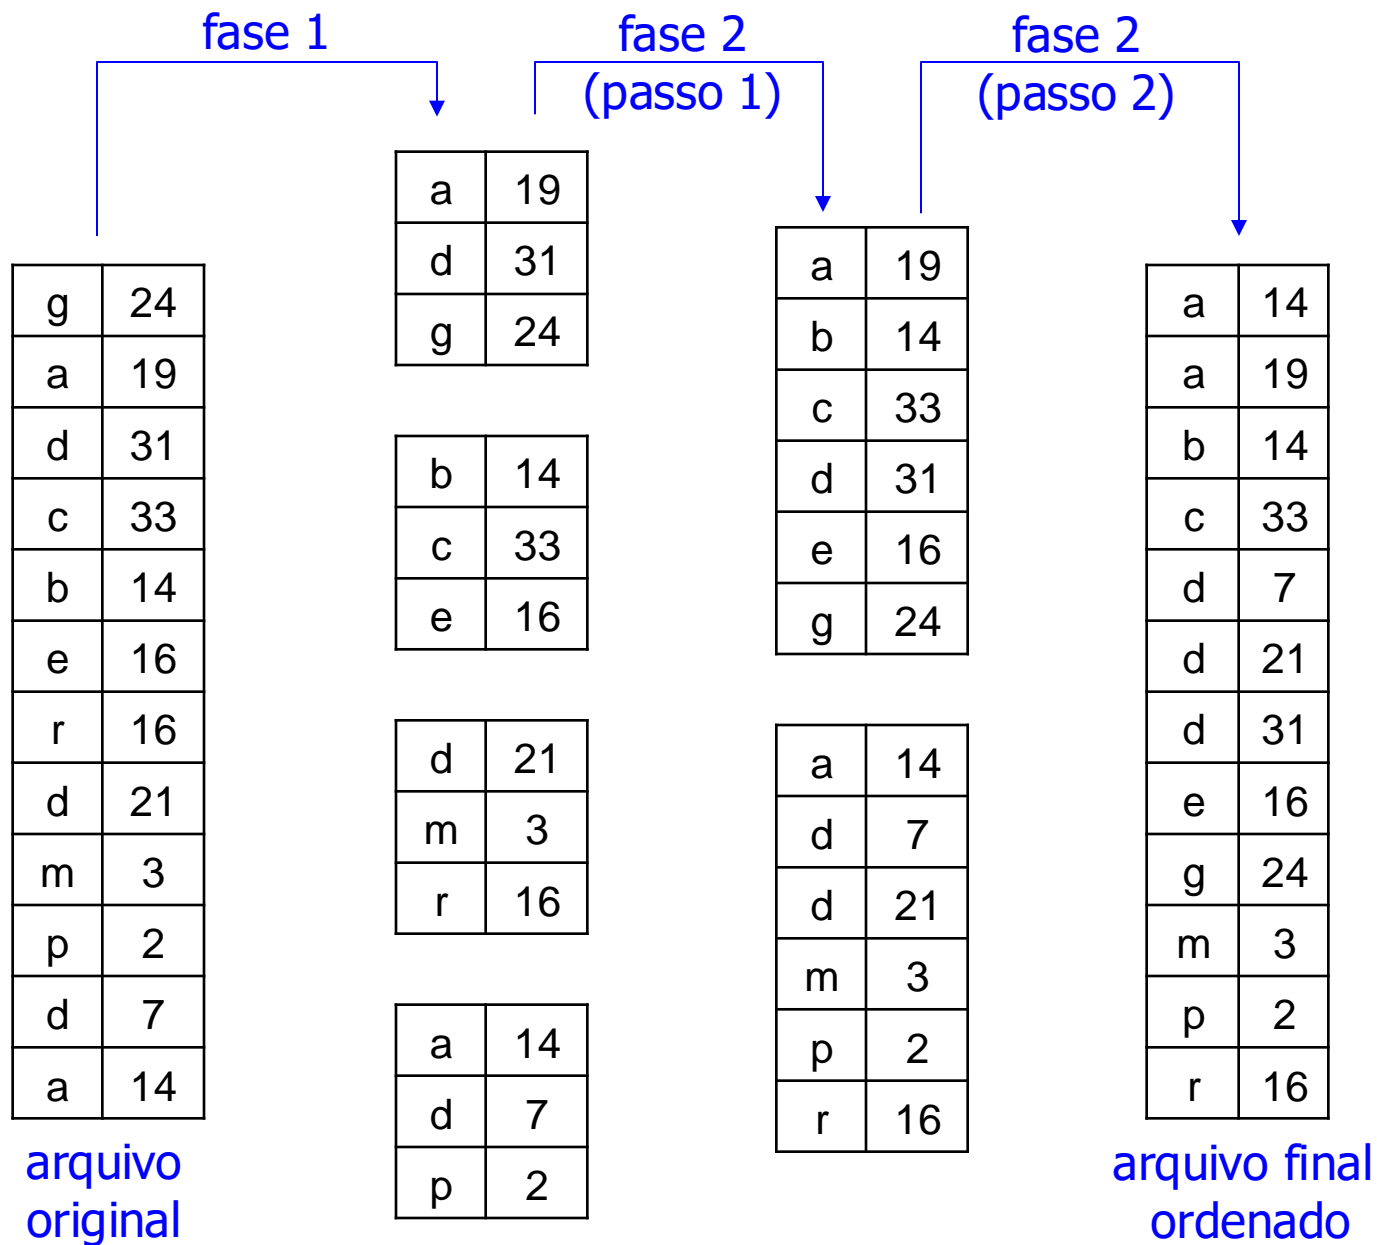 fase 1
fase 2
(passo 1)
fase 2
(passo 2)
g 24
a 19
d 31
c 33
b 14
e 16
r 16
d 21
m 3
p 2
d 7
a 14
arquivo
original
a 19
d 31
g 24
b 14
c 33
e 16
d 21
m 3
r 16
a 14
d 7
p 2
a 19
b 14
c 33
d 31
e 16
g 24
a 14
d 7
d 21
m 3
p 2
r 16
a 14
a 19
b 14
c 33
d 7
d 21
d 31
e 16
g 24
m 3
p 2
r 16
arquivo final
ordenado